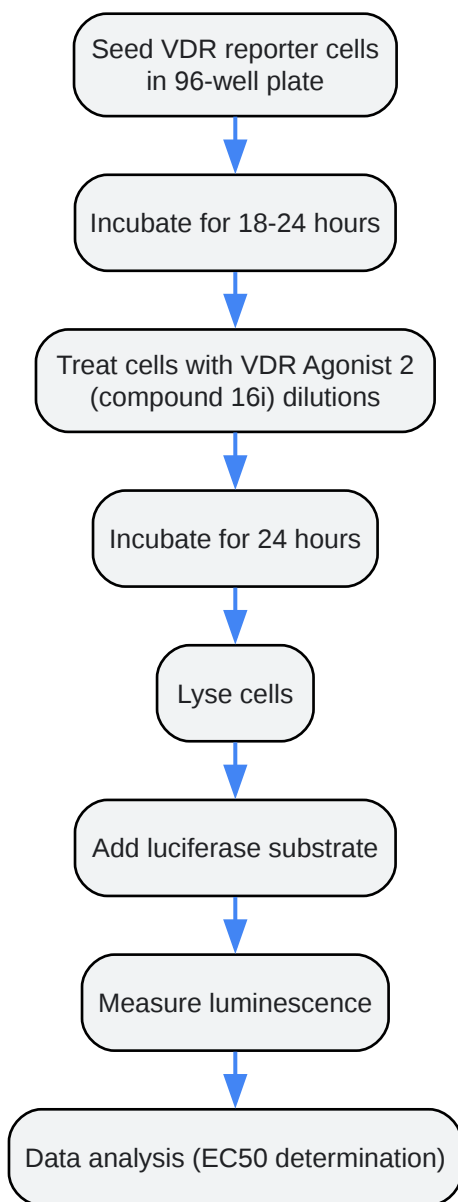 Seed VDR reporter cells
in 96-well plate
Incubate for 18-24 hours
Treat cells with VDR Agonist 2
(compound 16i) dilutions
Incubate for 24 hours
Lyse cells
Add luciferase substrate
Measure luminescence
Data analysis (EC50 determination)